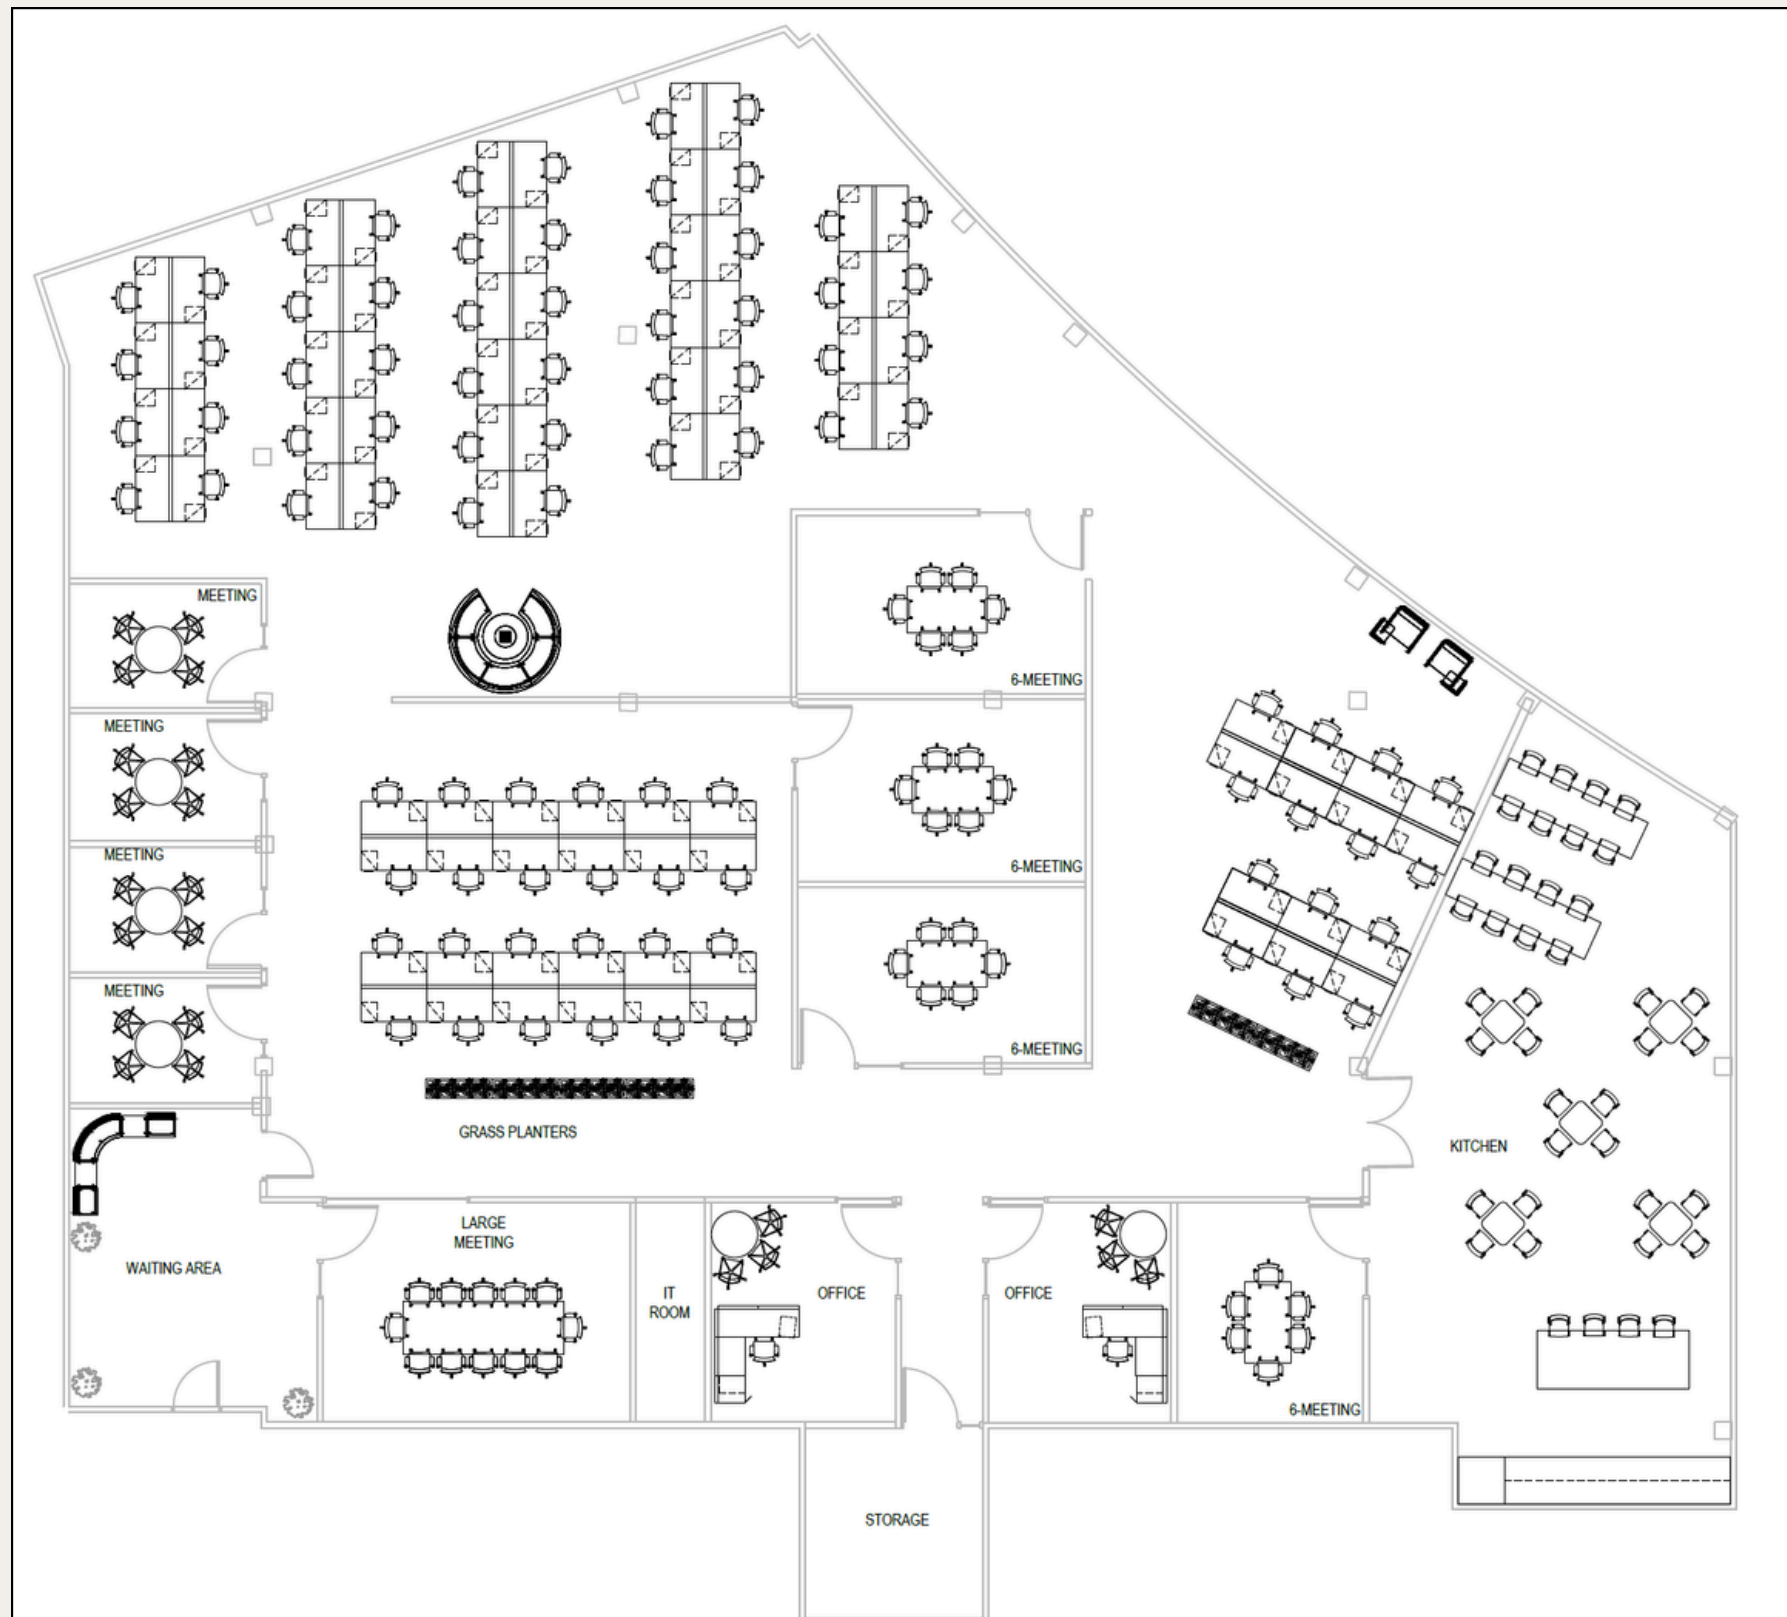 MEETING
6-MEETING
MEETING
MEETING
6-MEETING
MEETING
6-MEETING
GRASS PLANTERS
KITCHEN
LARGE
MEETING
WAITING AREA
IT
ROOM
OFFICE
OFFICE
6-MEETING
STORAGE